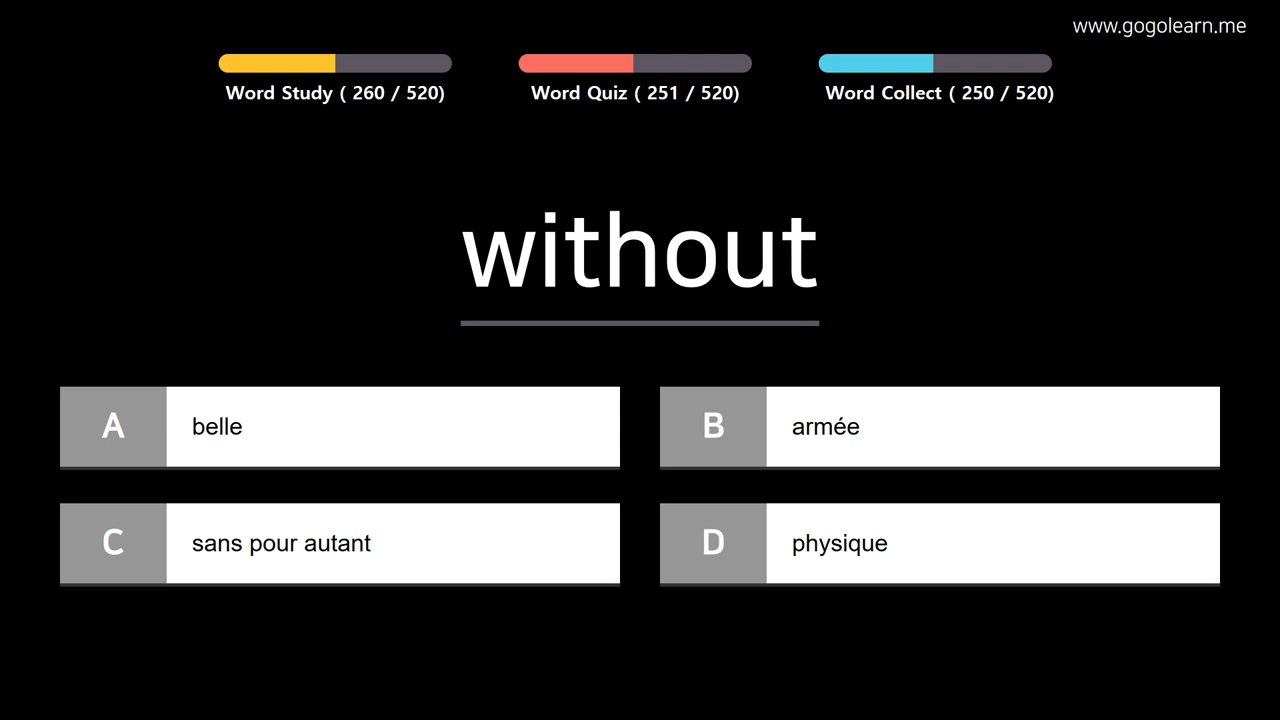 www.gogolearn.me
Word Study ( 260 / 520)
Word Quiz ( 251 / 520)
Word Collect ( 250 / 520)
without
A belle
B armée
C sans pour autant
D physique